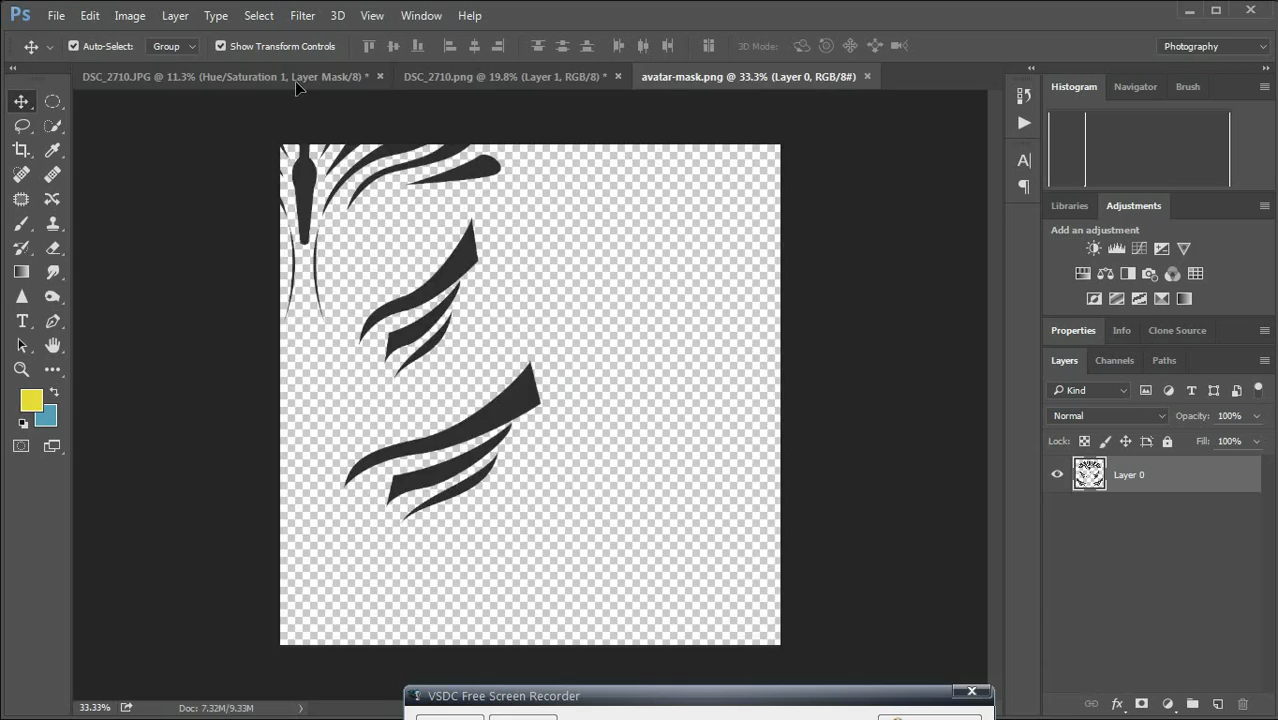 Ps File Edit Image Layer Type Select Filter 3D View Window Help
Auto-Select: Group Show Transform Controls 3D Mode: Photography
DSC_2710.JPG @ 11.3% (Hue/Saturation 1, Layer Mask/8) * × DSC_2710.png @ 19.8% (Layer 1, RGB/8) * × avatar-mask.png @ 33.3% (Layer 0, RGB/8#) ×
Histogram Navigator Brush
Libraries Adjustments
Add an adjustment
Properties Info Clone Source
Layers Channels Paths
Kind
Normal Opacity: 100%
Lock: Fill: 100%
Layer 0
VSDC Free Screen Recorder
33.33% Doc: 7.32M/9.33M